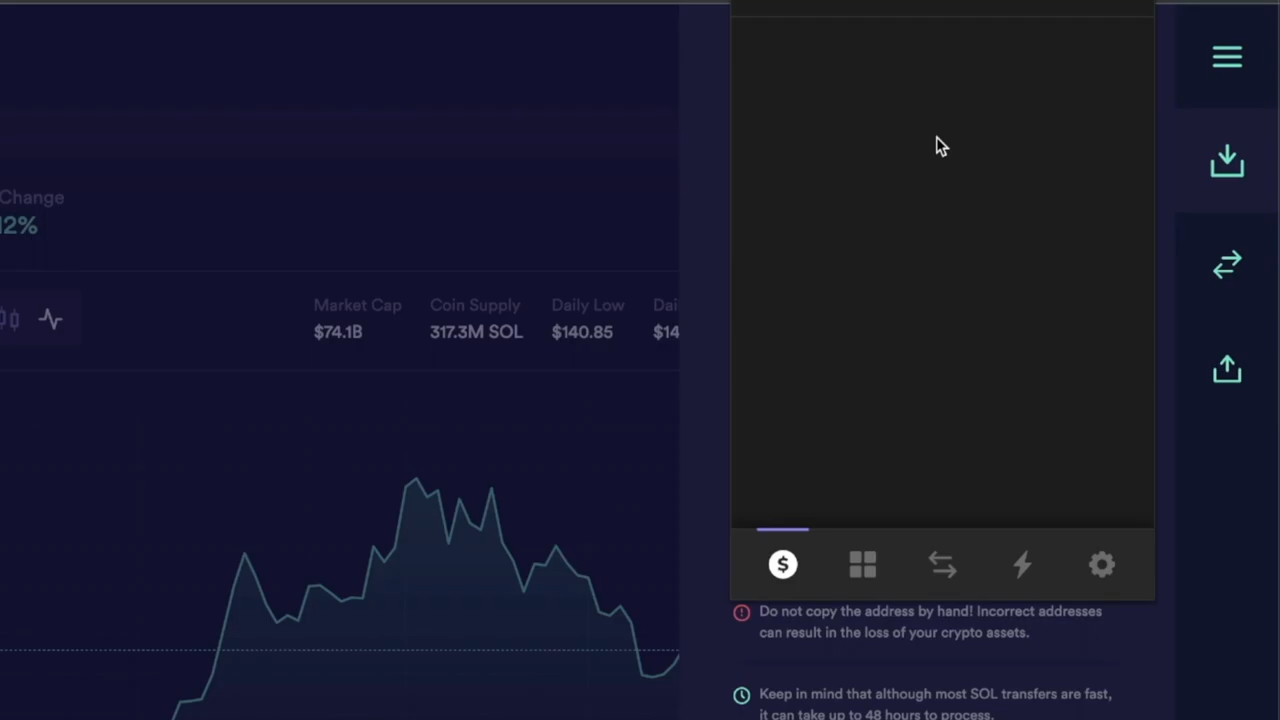 Change
12%
Market Cap Coin Supply Daily Low Dai
$74.1B 317.3M SOL $140.85 $14
Do not copy the address by hand! Incorrect addresses
can result in the loss of your crypto assets.
Keep in mind that although most SOL transfers are fast,
it can take up to 48 hours to process.